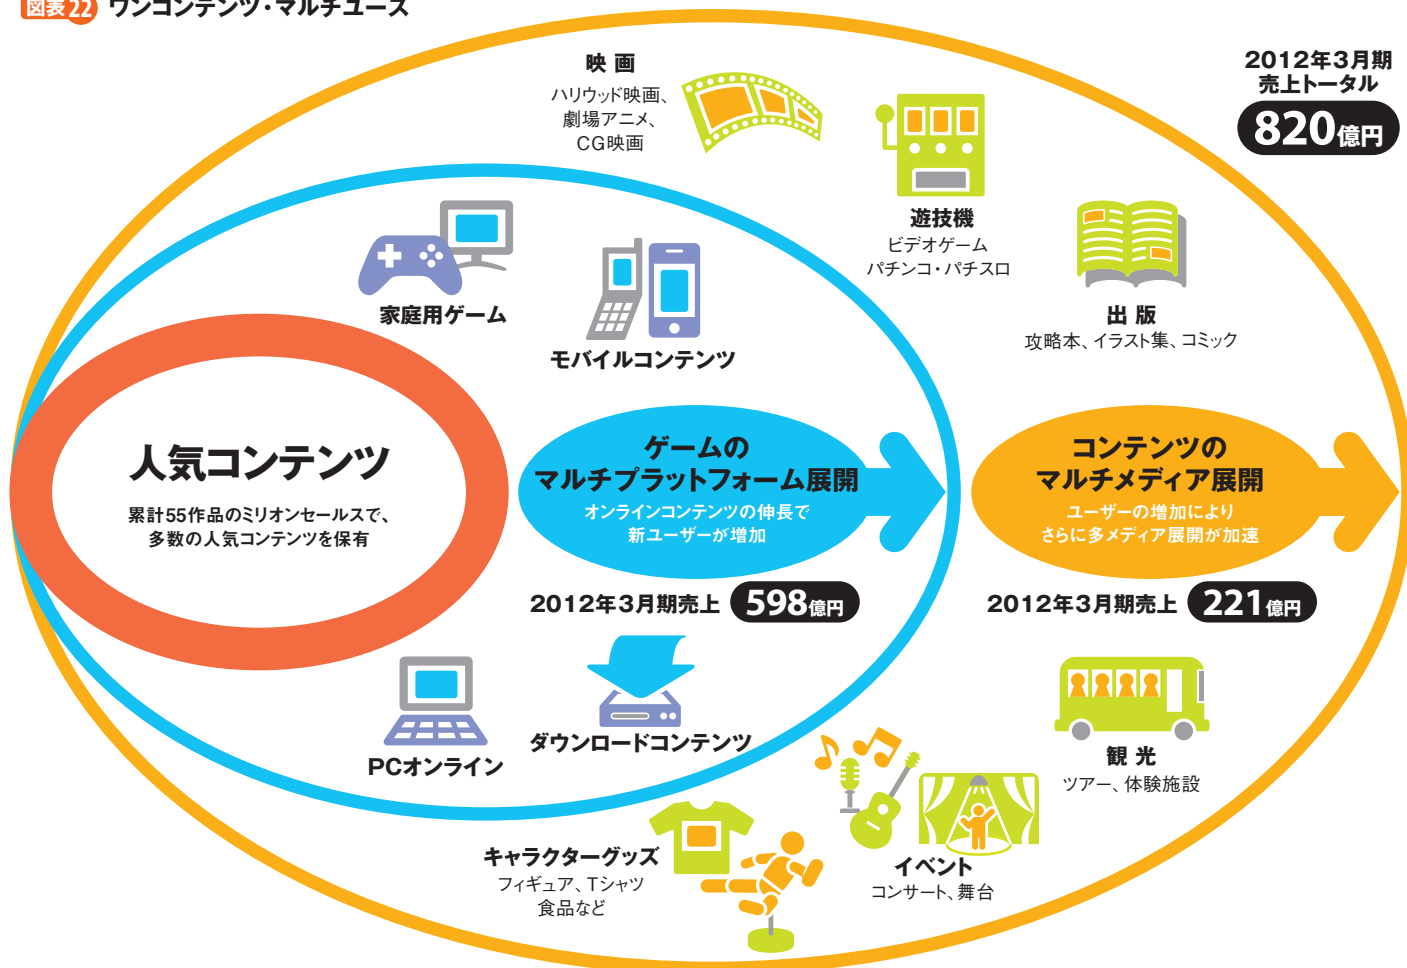 図表22 ワンコンテンツ・マルチユース
映 画
ハリウッド映画、
劇場アニメ、
CG映画
2012年3月期
売上トータル
820億円
遊技機
ビデオゲーム
パチンコ・パチスロ
出 版
攻略本、イラスト集、コミック
家庭用ゲーム
モバイルコンテンツ
人気コンテンツ
累計55作品のミリオンセールスで、
多数の人気コンテンツを保有
ゲームの
マルチプラットフォーム展開
オンラインコンテンツの伸長で
新ユーザーが増加
2012年3月期売上 598億円
コンテンツの
マルチメディア展開
ユーザーの増加により
さらに多メディア展開が加速
2012年3月期売上 221億円
PCオンライン
ダウンロードコンテンツ
観 光
ツアー、体験施設
キャラクターグッズ
フィギュア、Tシャツ
食品など
イベント
コンサート、舞台